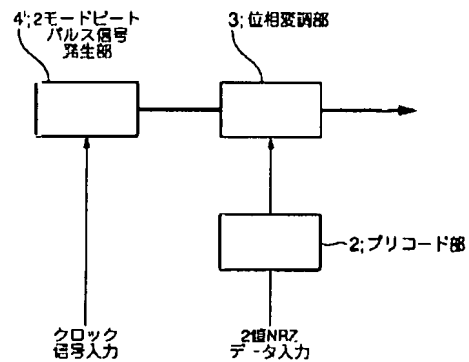 4';2モードビート
パルス信号
発生部
3;位相変調部
2;プリコード部
クロック
信号入力
2値NRZ
データ入力